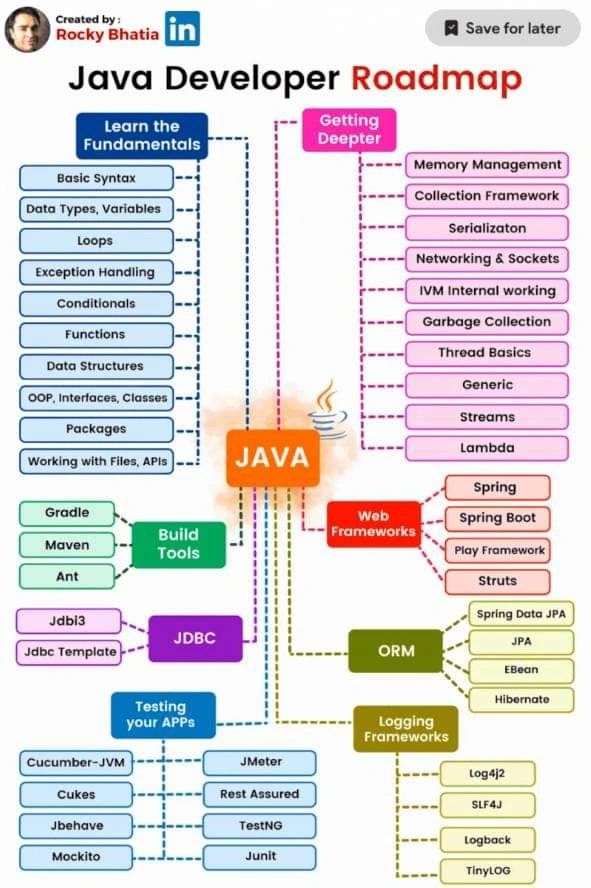 Created by :
Rocky Bhatia
in
Save for later
Java Developer Roadmap
Learn the
Fundamentals
Basic Syntax
Data Types, Variables
Loops
Exception Handling
Conditionals
Functions
Data Structures
OOP, Interfaces, Classes
Packages
Working with Files, APIs
Getting
Deepter
Memory Management
Collection Framework
Serializaton
Networking & Sockets
IVM Internal working
Garbage Collection
Thread Basics
Generic
Streams
Lambda
JAVA
Gradle
Maven
Ant
Build
Tools
Web
Frameworks
Spring
Spring Boot
Play Framework
Struts
Jdbi3
Jdbc Template
JDBC
ORM
Spring Data JPA
JPA
EBean
Hibernate
Testing
your APPs
Cucumber-JVM
Cukes
Jbehave
Mockito
JMeter
Rest Assured
TestNG
Junit
Logging
Frameworks
Log4j2
SLF4J
Logback
TinyLOG